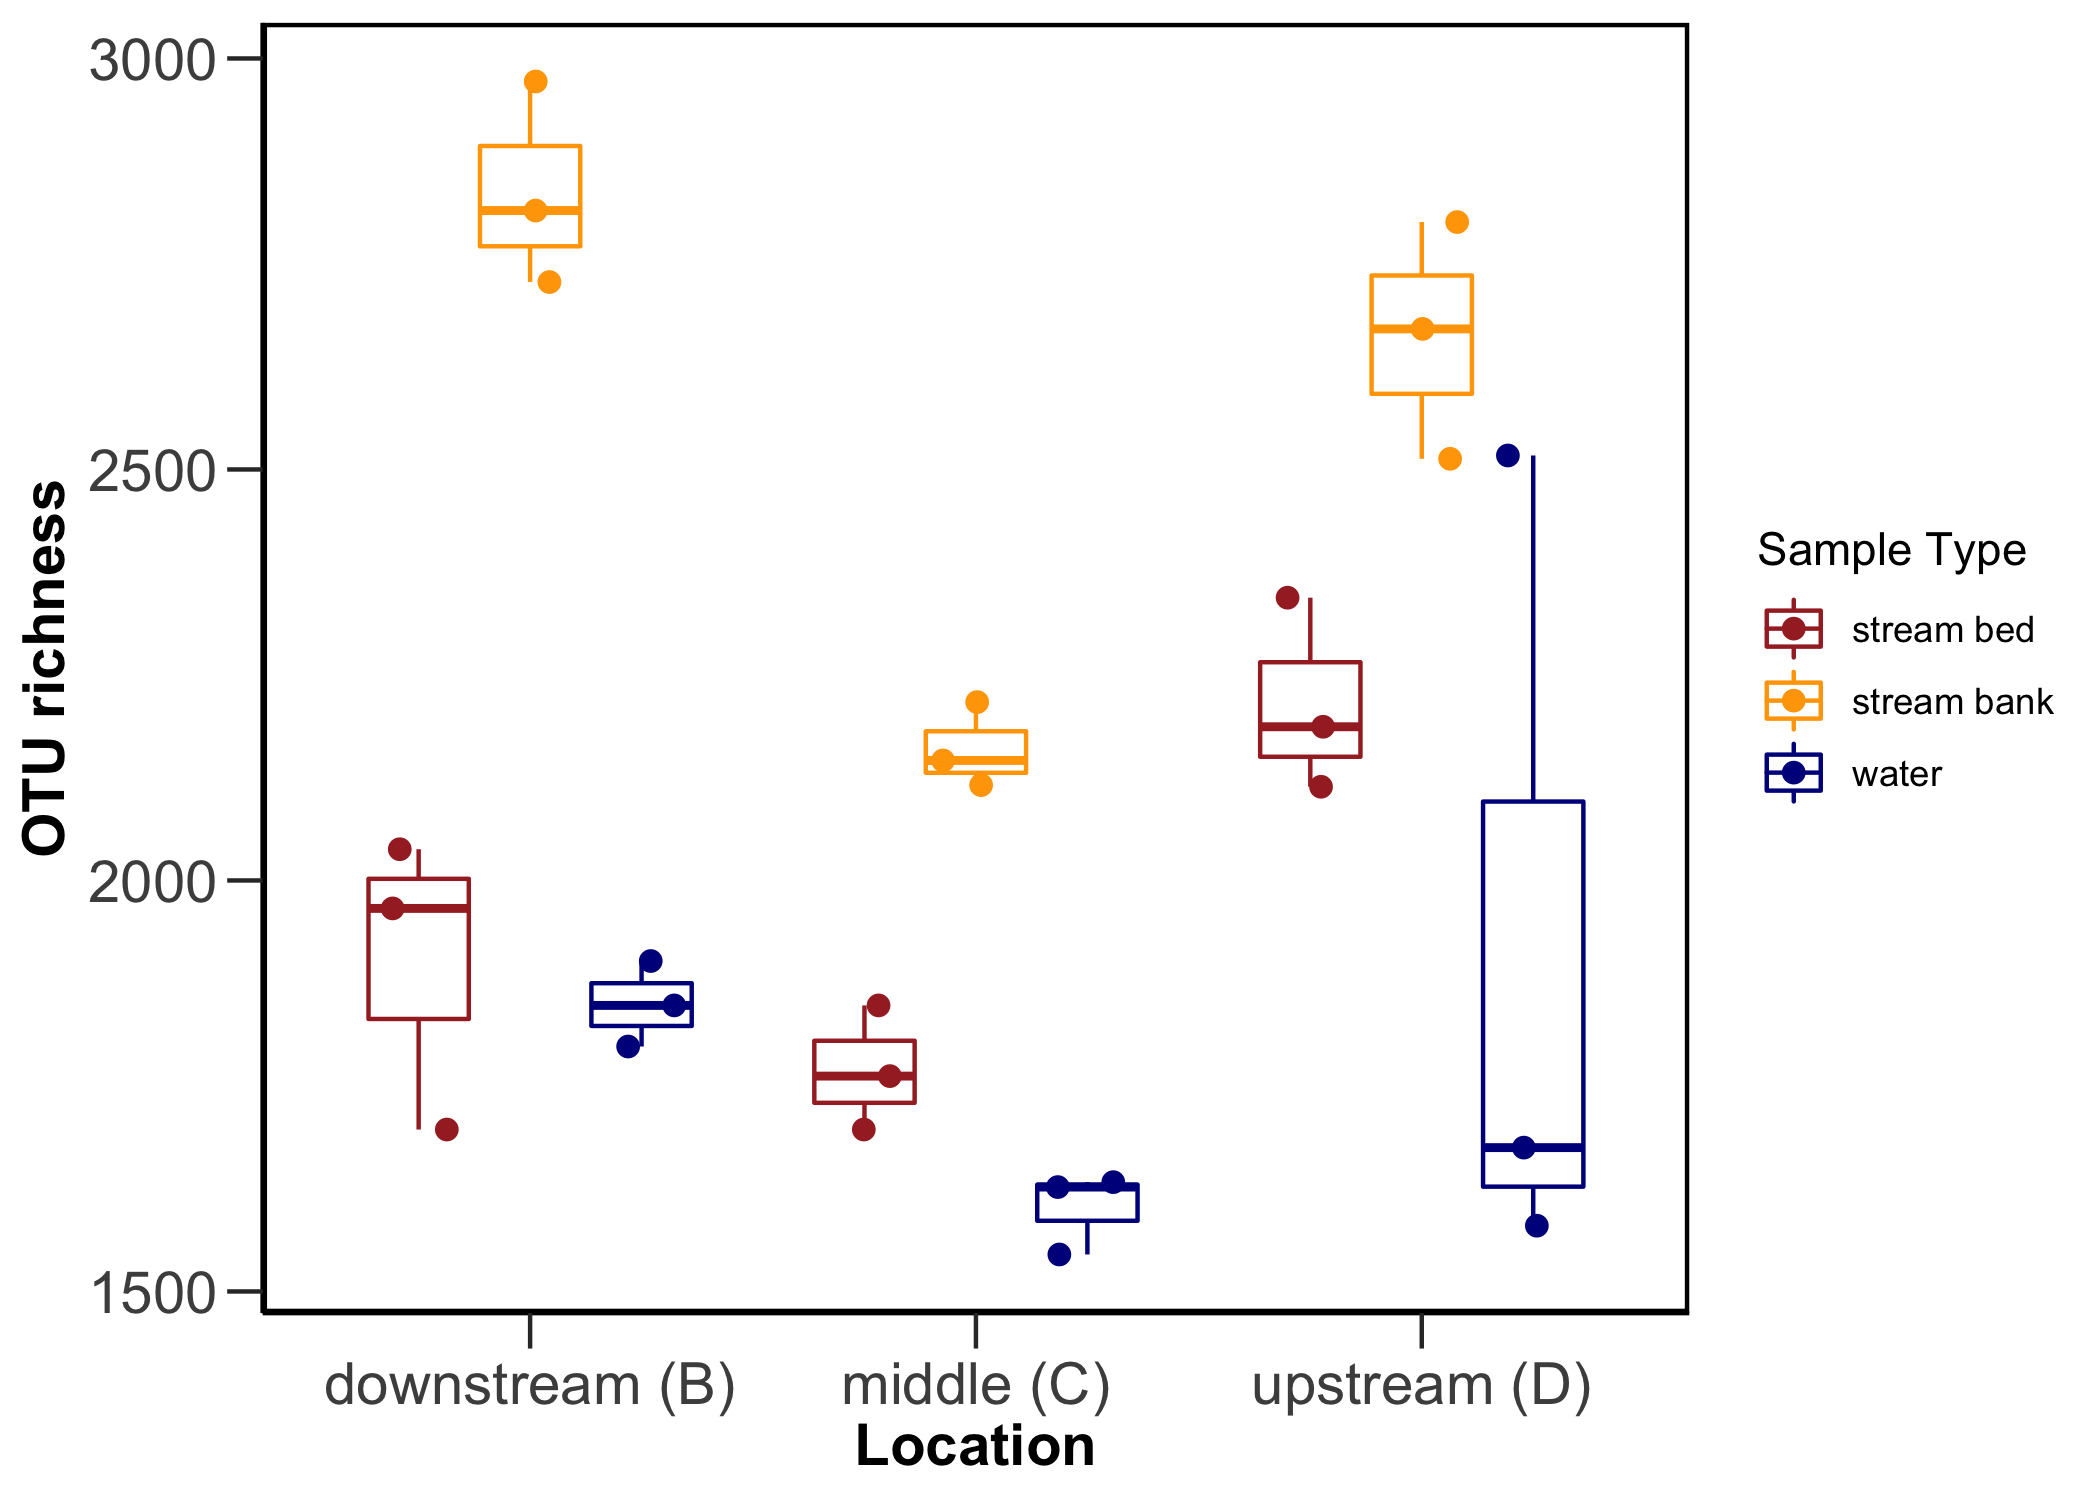 3000
2500
2000
1500
OTU richness
downstream (B)
middle (C)
upstream (D)
Location
Sample Type
stream bed
stream bank
water